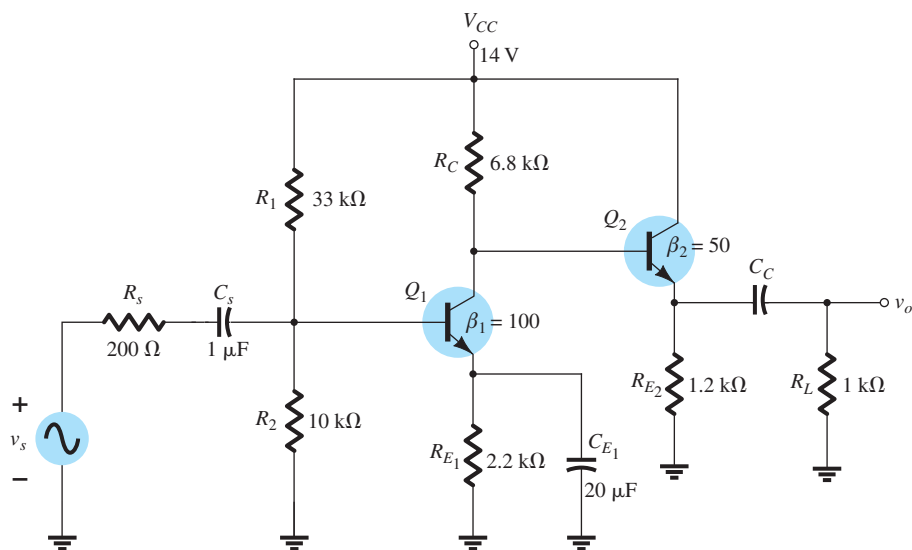 V_CC
14 V
R_C
6.8 kΩ
R_1
33 kΩ
Q_2
β_2 = 50
C_C
v_o
R_s
200 Ω
C_s
1 μF
Q_1
β_1 = 100
R_E2
1.2 kΩ
R_L
1 kΩ
+
v_s
−
R_2
10 kΩ
R_E1
2.2 kΩ
C_E1
20 μF